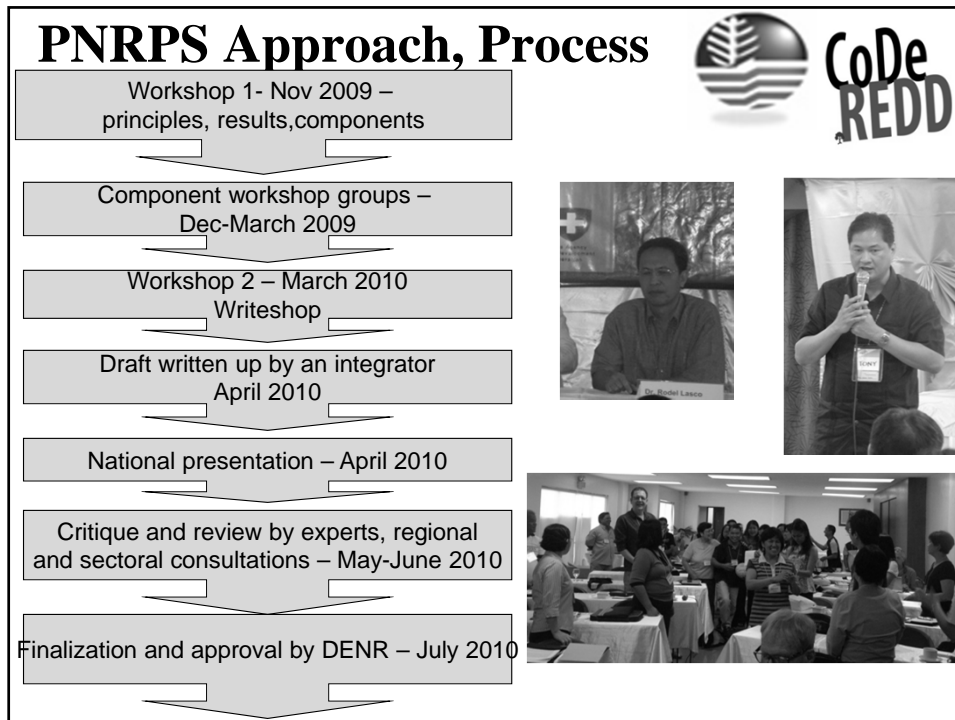 PNRPS Approach, Process
CoDe
REDD
Workshop 1- Nov 2009 –
principles, results,components
Component workshop groups –
Dec-March 2009
Workshop 2 – March 2010
Writeshop
Draft written up by an integrator
April 2010
National presentation – April 2010
Critique and review by experts, regional
and sectoral consultations – May-June 2010
Finalization and approval by DENR – July 2010
Dr. Rodel Lasco